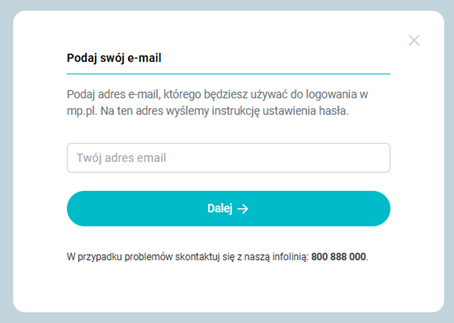 Podaj swój e-mail
Podaj adres e-mail, którego będziesz używać do logowania w
mp.pl. Na ten adres wyślemy instrukcję ustawienia hasła.
Twój adres email
Dalej →
W przypadku problemów skontaktuj się z naszą infolinią: 800 888 000.